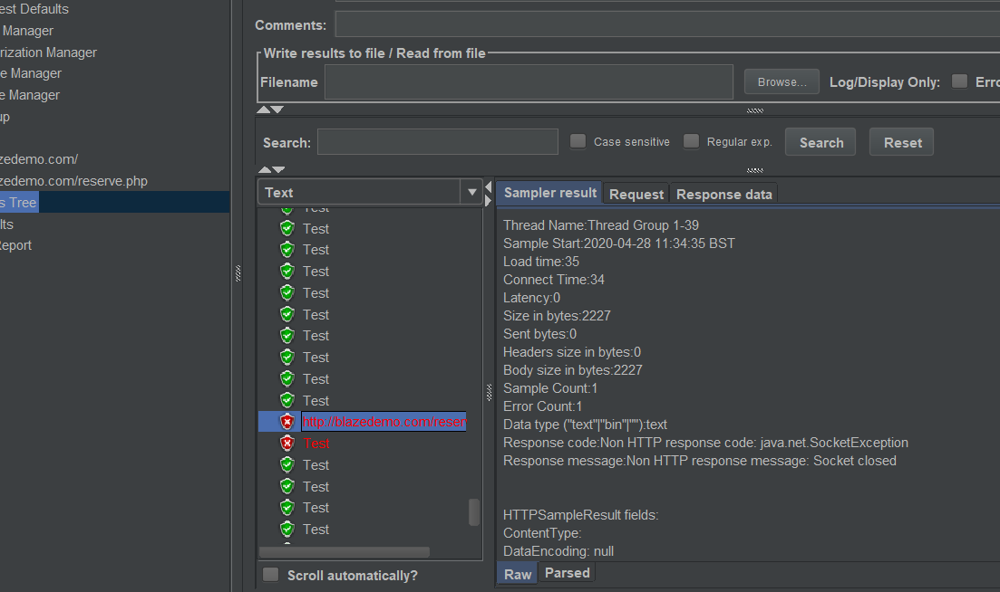 est Defaults
Manager
rization Manager
e Manager
e Manager
up
zedemo.com/
zedemo.com/reserve.php
s Tree
lts
Report
Comments:
Write results to file / Read from file
Filename
Browse...
Log/Display Only:
Erro
Search:
Case sensitive
Regular exp.
Search
Reset
Text
Test
Test
Test
Test
Test
Test
Test
Test
Test
Test
http://blazedemo.com/reser
Test
Test
Test
Test
Test
Scroll automatically?
Sampler result
Request
Response data
Thread Name:Thread Group 1-39
Sample Start:2020-04-28 11:34:35 BST
Load time:35
Connect Time:34
Latency:0
Size in bytes:2227
Sent bytes:0
Headers size in bytes:0
Body size in bytes:2227
Sample Count:1
Error Count:1
Data type ("text"|"bin"|""):text
Response code:Non HTTP response code: java.net.SocketException
Response message:Non HTTP response message: Socket closed
HTTPSampleResult fields:
ContentType:
DataEncoding: null
Raw
Parsed